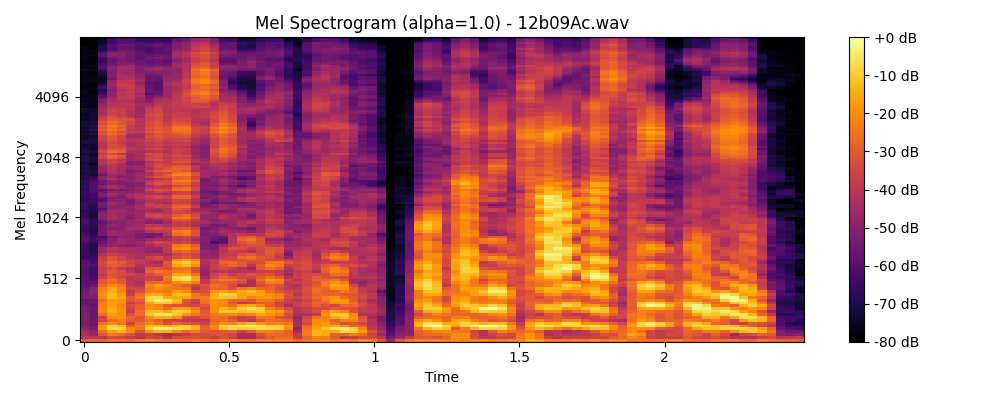 Mel Spectrogram (alpha=1.0) - 12b09Ac.wav
Mel Frequency
4096
2048
1024
512
0
0
0.5
1
1.5
2
Time
+0 dB
-10 dB
-20 dB
-30 dB
-40 dB
-50 dB
-60 dB
-70 dB
-80 dB